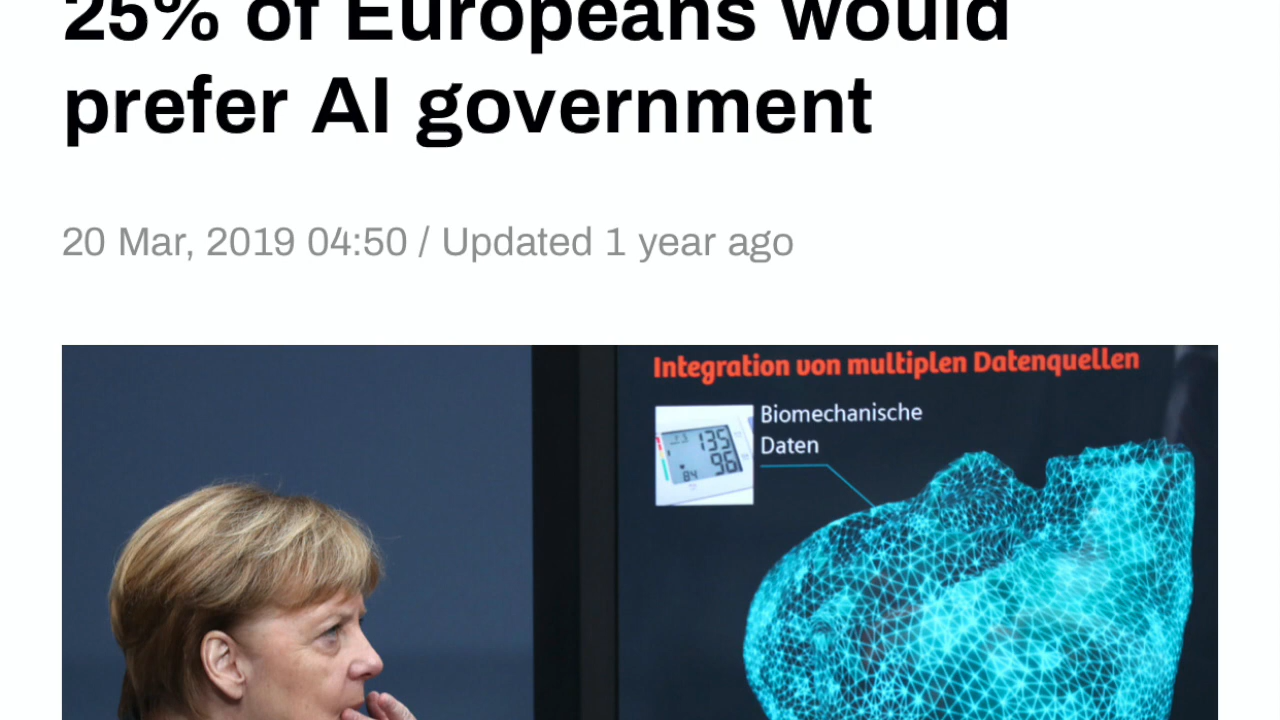 25% of Europeans would
prefer AI government
20 Mar, 2019 04:50 / Updated 1 year ago
Integration von multiplen Datenquellen
Biomechanische
Daten
135
96
84